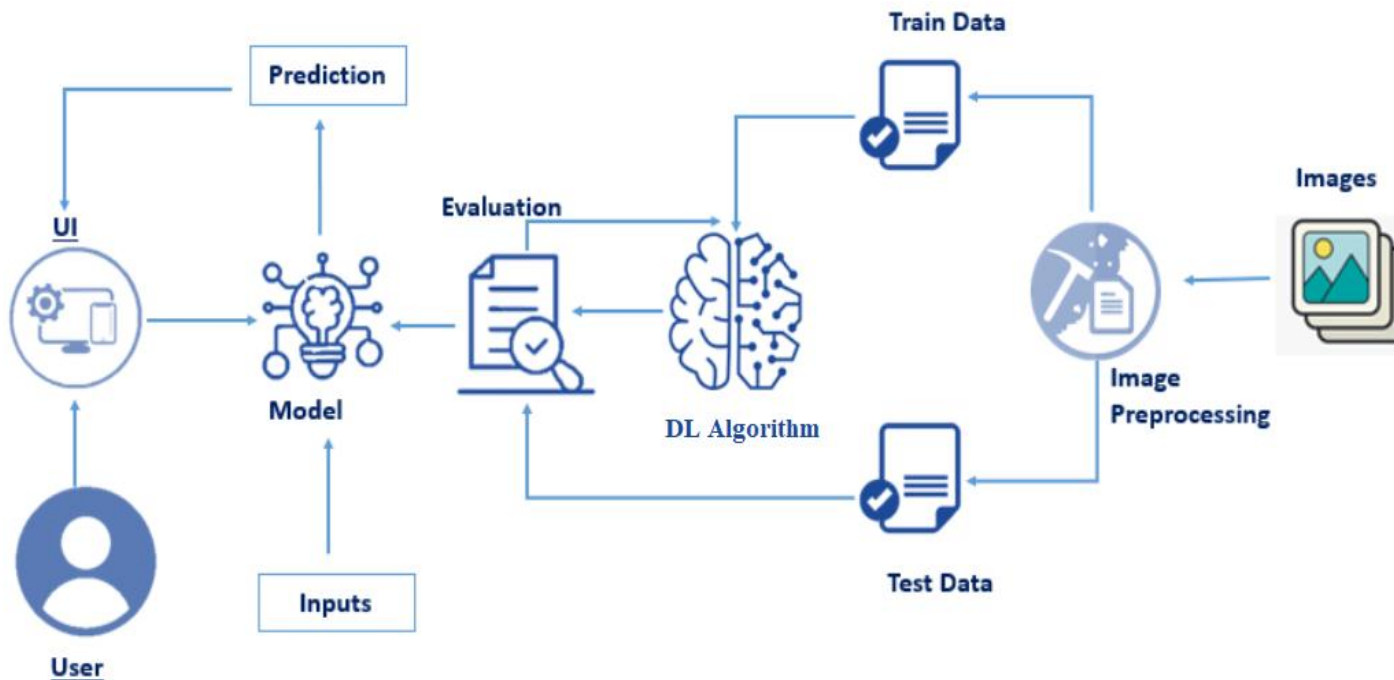 Train Data
Prediction
Images
Evaluation
UI
Image
Preprocessing
Model
DL Algorithm
Test Data
Inputs
User